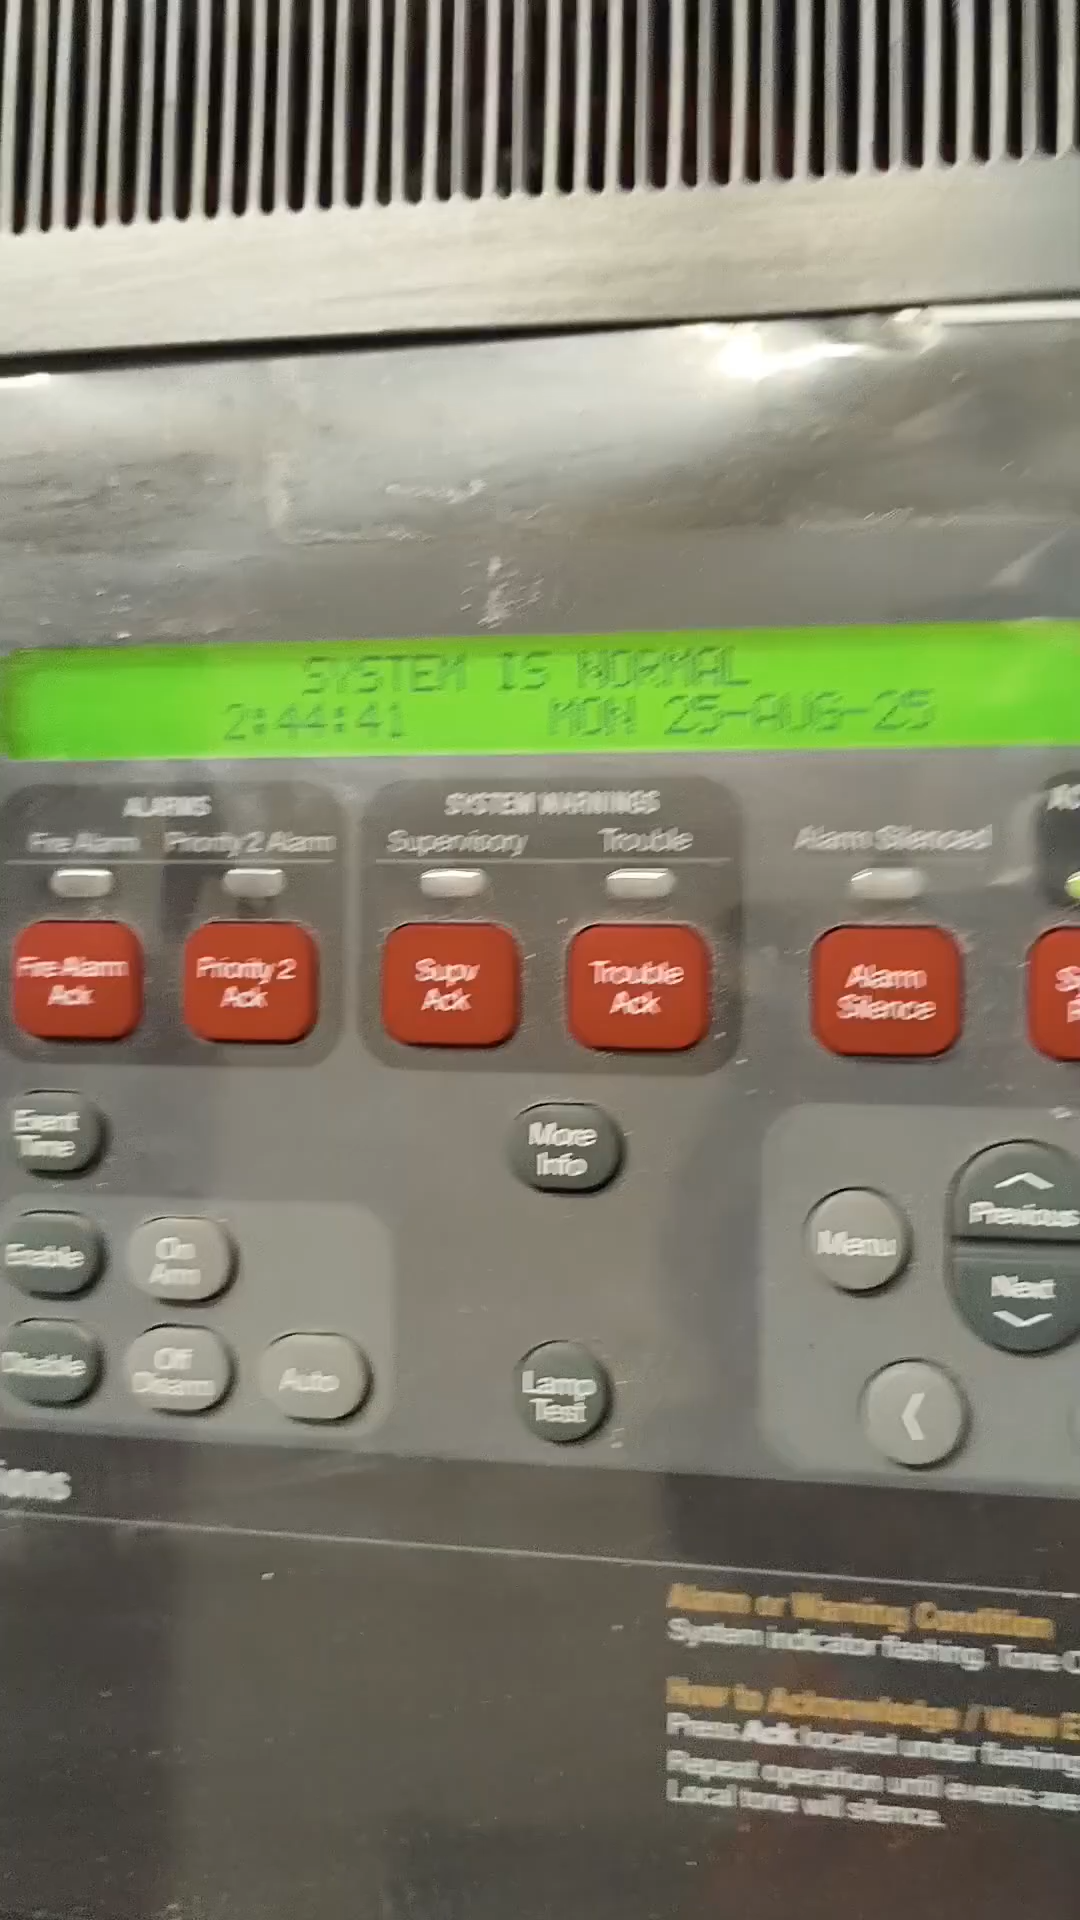 SYSTEM IS NORMAL
2:44:41 MON 25-AUG-25
ALARMS
SYSTEM WARNINGS
Fire Alarm Priority 2 Alarm Supervisory Trouble Alarm Silenced
Fire Alarm
Ack
Priority 2
Ack
Supv
Ack
Trouble
Ack
Alarm
Silence
Event
Time
More
Info
Enable
On
Arm
Menu
Previous
Next
Disable
Off
Disarm
Auto
Lamp
Test
Alarm or Warning Condition
System indicator flashing. Tone
How to Acknowledge / View
Press Ack located under flashing
Repeat operation until events are
Local tone will silence.